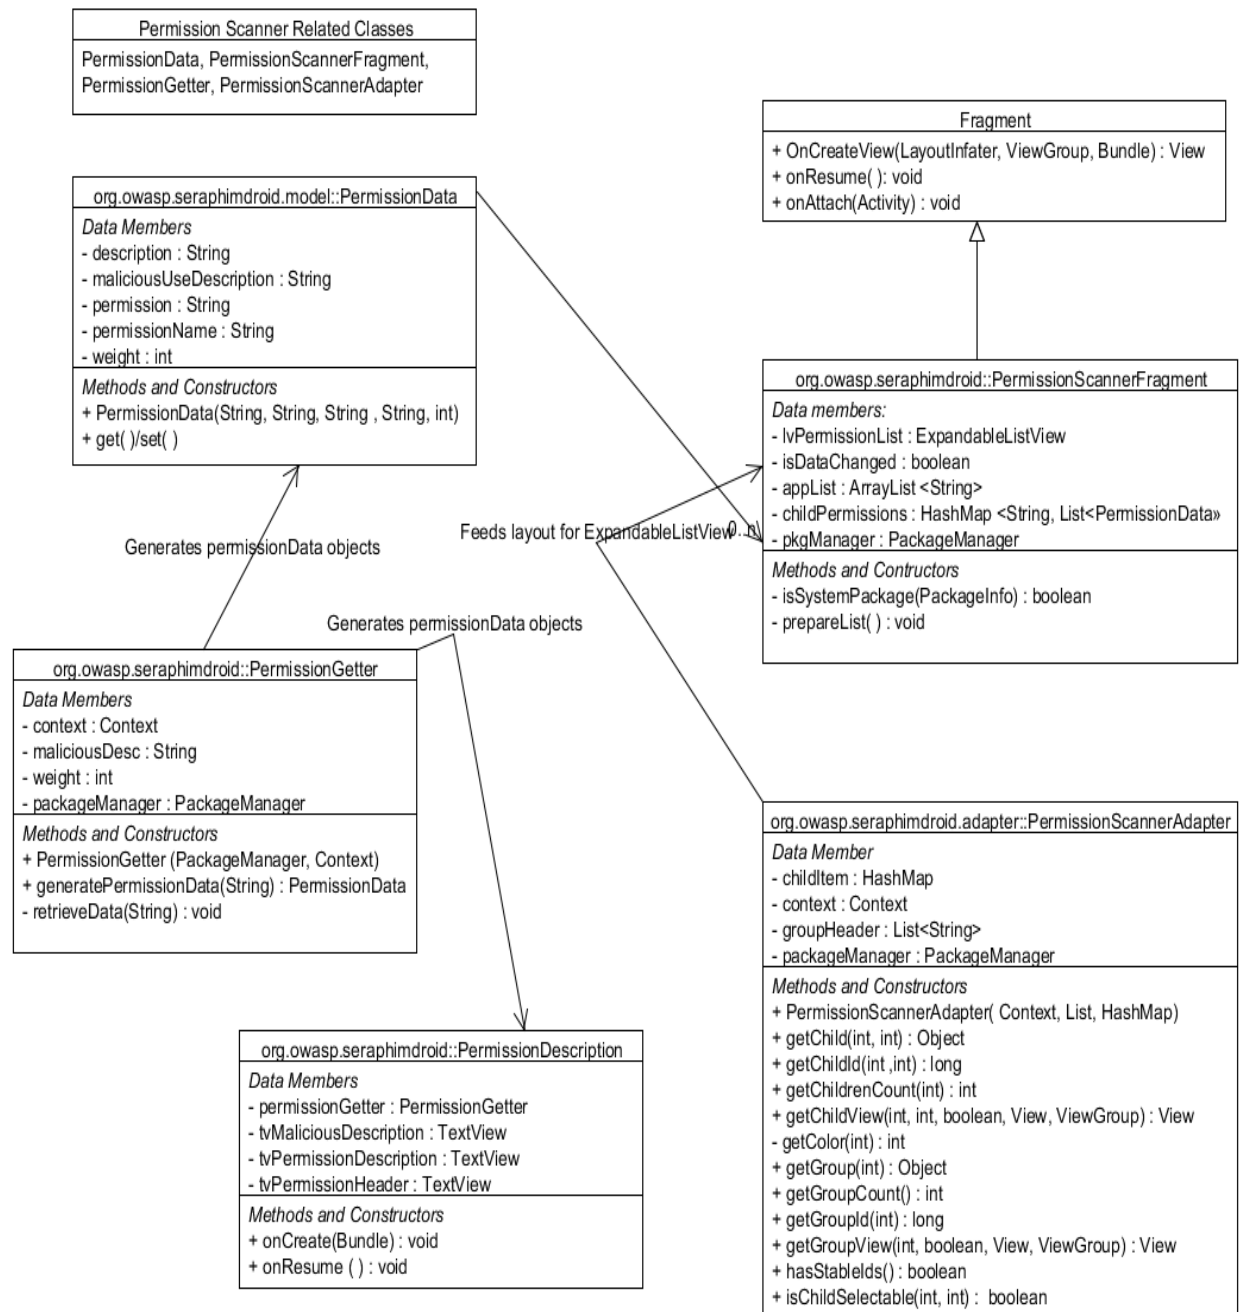 Permission Scanner Related Classes
PermissionData, PermissionScannerFragment,
PermissionGetter, PermissionScannerAdapter
Fragment
+ OnCreateView(LayoutInfater, ViewGroup, Bundle) : View
+ onResume( ): void
+ onAttach(Activity) : void
org.owasp.seraphimdroid.model::PermissionData
Data Members
- description : String
- maliciousUseDescription : String
- permission : String
- permissionName : String
- weight : int
Methods and Constructors
+ PermissionData(String, String, String , String, int)
+ get( )/set( )
org.owasp.seraphimdroid::PermissionScannerFragment
Data members:
- lvPermissionList : ExpandableListView
- isDataChanged : boolean
- appList : ArrayList <String>
- childPermissions : HashMap <String, List<PermissionData»
- pkgManager : PackageManager
Methods and Contructors
- isSystemPackage(PackageInfo) : boolean
- prepareList( ) : void
Feeds layout for ExpandableListView
0..n
Generates permissionData objects
Generates permissionData objects
org.owasp.seraphimdroid::PermissionGetter
Data Members
- context : Context
- maliciousDesc : String
- weight : int
- packageManager : PackageManager
Methods and Constructors
+ PermissionGetter (PackageManager, Context)
+ generatePermissionData(String) : PermissionData
- retrieveData(String) : void
org.owasp.seraphimdroid.adapter::PermissionScannerAdapter
Data Member
- childItem : HashMap
- context : Context
- groupHeader : List<String>
- packageManager : PackageManager
Methods and Constructors
+ PermissionScannerAdapter( Context, List, HashMap)
+ getChild(int, int) : Object
+ getChildId(int ,int) : long
+ getChildrenCount(int) : int
+ getChildView(int, int, boolean, View, ViewGroup) : View
- getColor(int) : int
+ getGroup(int) : Object
+ getGroupCount() : int
+ getGroupId(int) : long
+ getGroupView(int, boolean, View, ViewGroup) : View
+ hasStableIds() : boolean
+ isChildSelectable(int, int) : boolean
org.owasp.seraphimdroid::PermissionDescription
Data Members
- permissionGetter : PermissionGetter
- tvMaliciousDescription : TextView
- tvPermissionDescription : TextView
- tvPermissionHeader : TextView
Methods and Constructors
+ onCreate(Bundle) : void
+ onResume ( ) : void